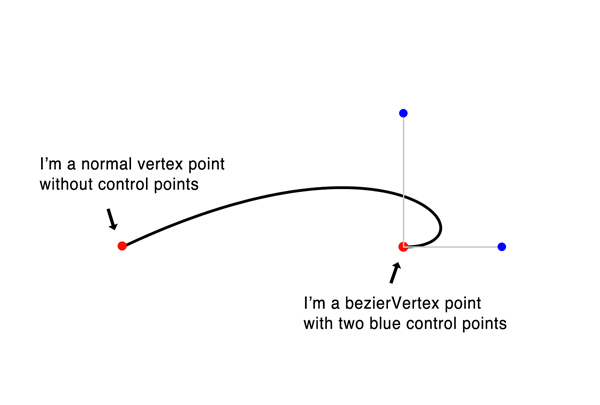 I'm a normal vertex point
without control points
I'm a bezierVertex point
with two blue control points